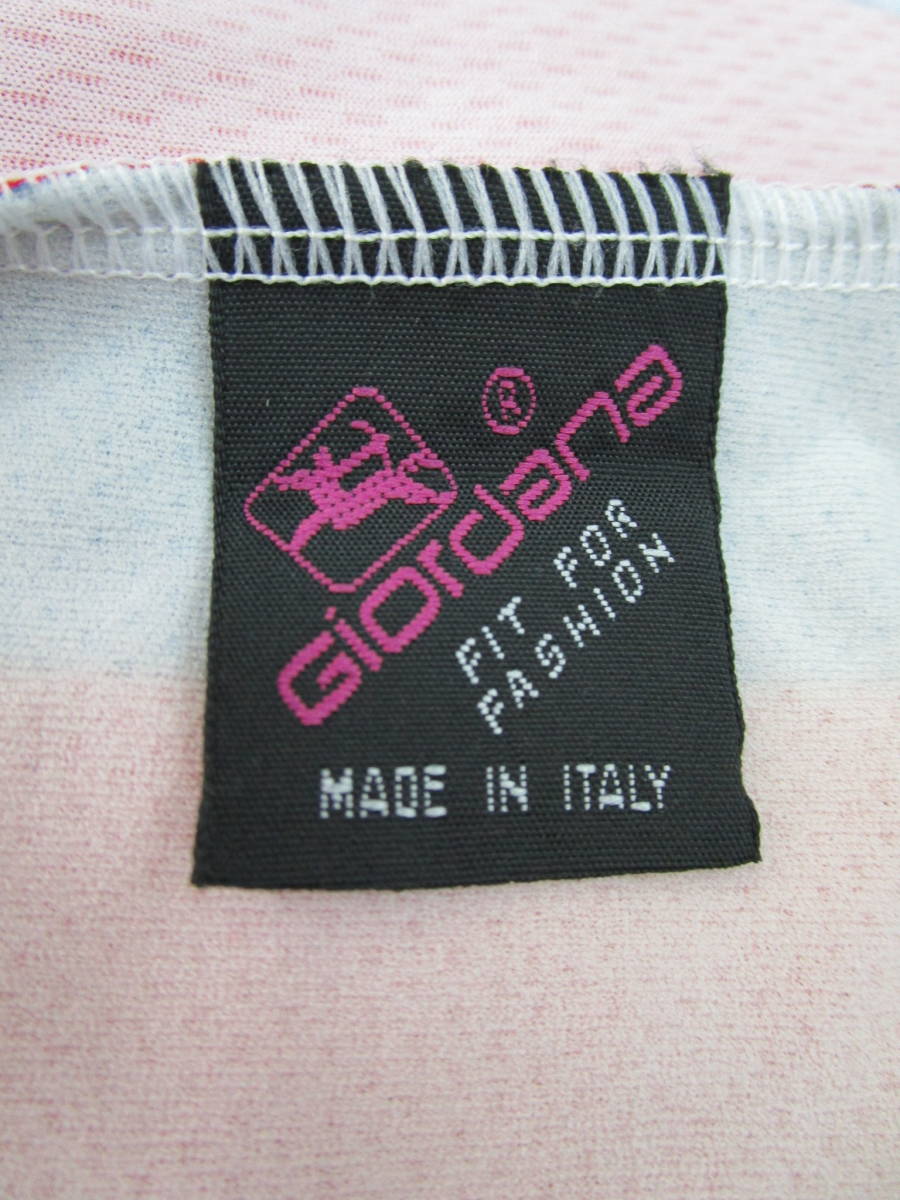 ®
Giordana
FIT FOR
FASHION
MADE IN ITALY